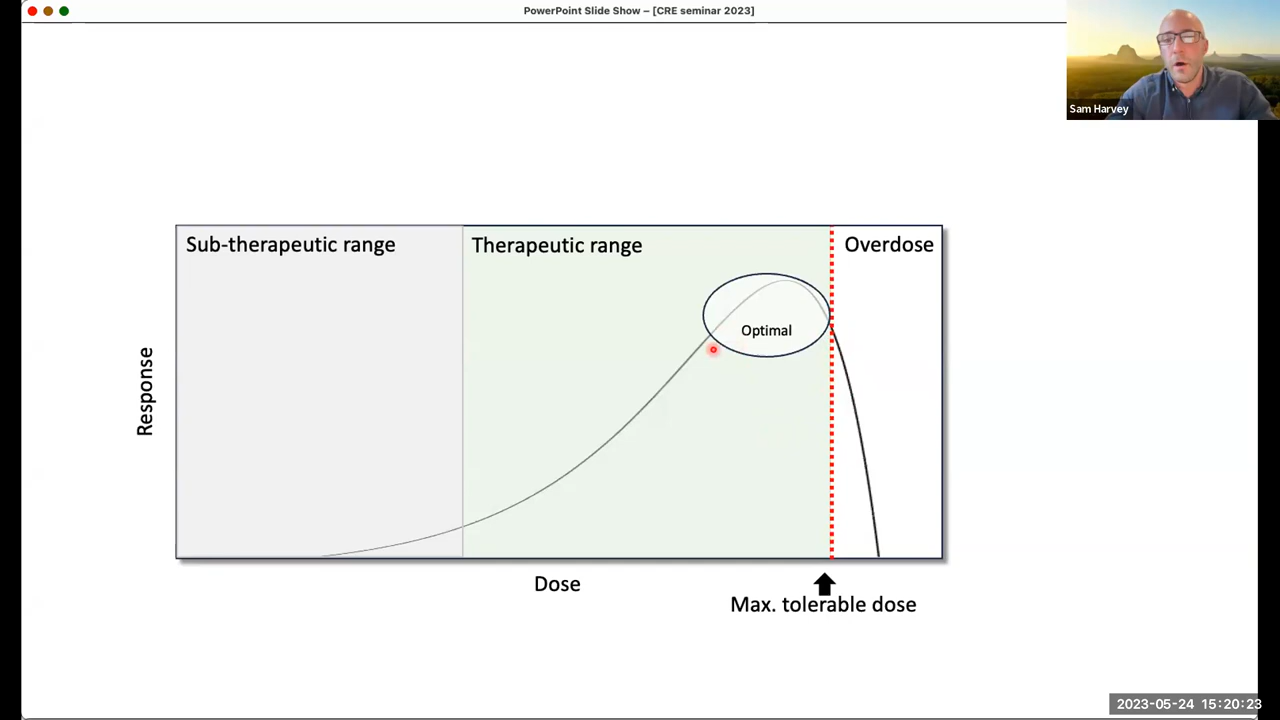 PowerPoint Slide Show – [CRE seminar 2023]
Sam Harvey
Sub-therapeutic range
Therapeutic range
Overdose
Optimal
Response
Dose
Max. tolerable dose
2023-05-24 15:20:23